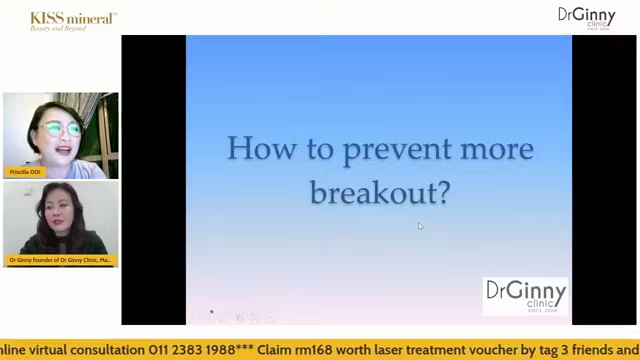 KISS mineral
Beauty and Beyond
DrGinny
clinic
SINCE 2006
How to prevent more
breakout?
Priscilla OOI
Dr Ginny founder of Dr Ginny Clinic, Ma...
DrGinny
clinic
SINCE 2006
nline virtual consultation 011 2383 1988*** Claim rm168 worth laser treatment voucher by tag 3 friends and